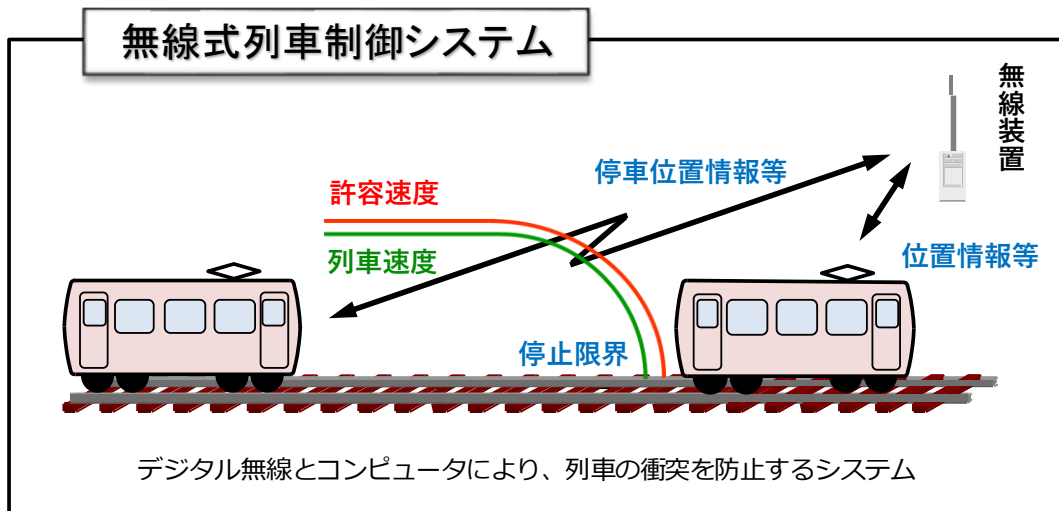 無線式列車制御システム
無線装置
停車位置情報等
許容速度
列車速度
位置情報等
停止限界
デジタル無線とコンピュータにより、列車の衝突を防止するシステム